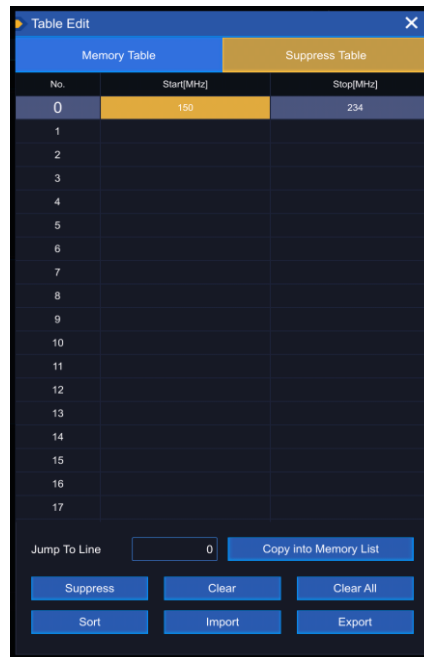 Table Edit
Memory Table Suppress Table
No. Start[MHz] Stop[MHz]
0 150 234
1
2
3
4
5
6
7
8
9
10
11
12
13
14
15
16
17
Jump To Line 0 Copy into Memory List
Suppress Clear Clear All
Sort Import Export